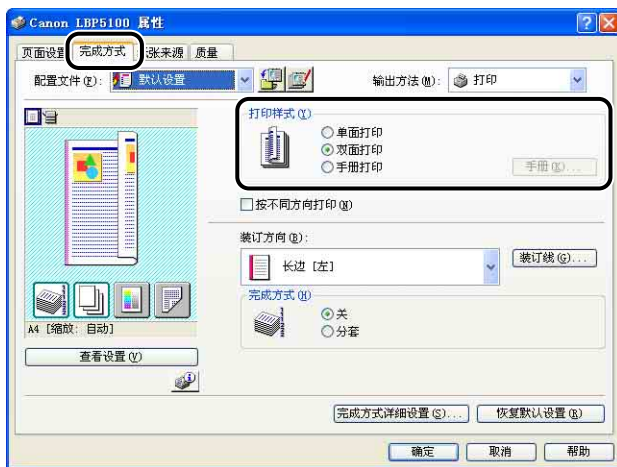 Canon LBP5100 属性
页面设置 完成方式 纸张来源 质量
配置文件(F): 默认设置 输出方法(M): 打印
打印样式(Y)
单面打印
双面打印
手册打印 手册(K)...
按不同方向打印(N)
装订方向(B):
长边 [左] 装订线(G)...
完成方式(H)
关
分套
A4 [缩放: 自动]
查看设置(V)
完成方式详细设置(S)... 恢复默认设置(R)
确定 取消 帮助